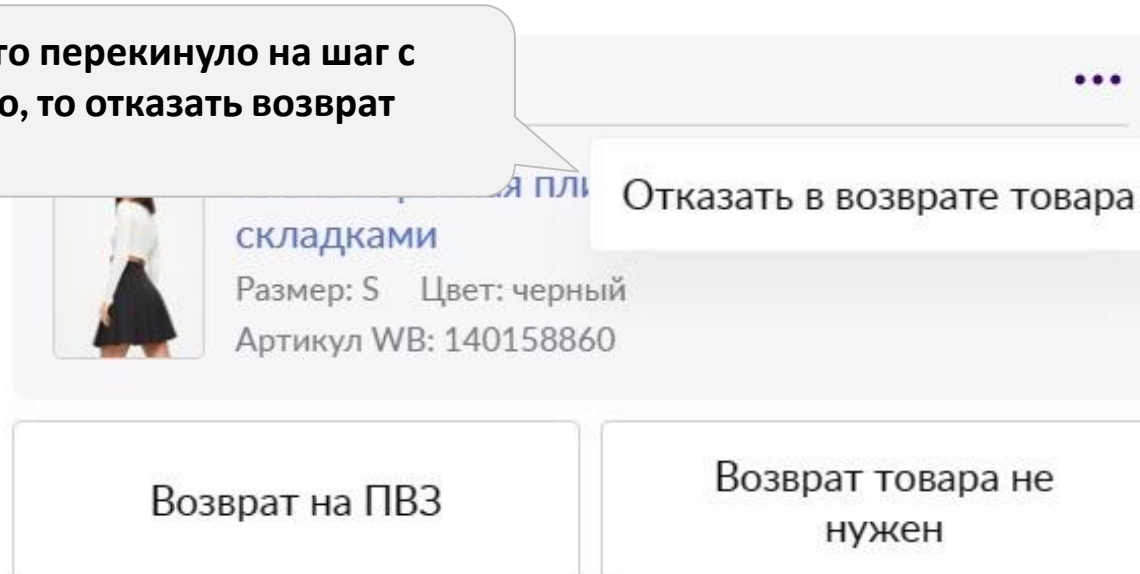 перекинуло на шаг с
то отказать возврат
Отказать в возврате товара
складками
Размер: S Цвет: черный
Артикул WB: 140158860
Возврат на ПВЗ
Возврат товара не
нужен